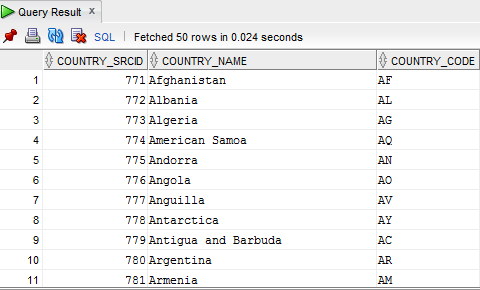 Query Result x
SQL | Fetched 50 rows in 0.024 seconds
COUNTRY_SRCID COUNTRY_NAME COUNTRY_CODE
1 771 Afghanistan AF
2 772 Albania AL
3 773 Algeria AG
4 774 American Samoa AQ
5 775 Andorra AN
6 776 Angola AO
7 777 Anguilla AV
8 778 Antarctica AY
9 779 Antigua and Barbuda AC
10 780 Argentina AR
11 781 Armenia AM